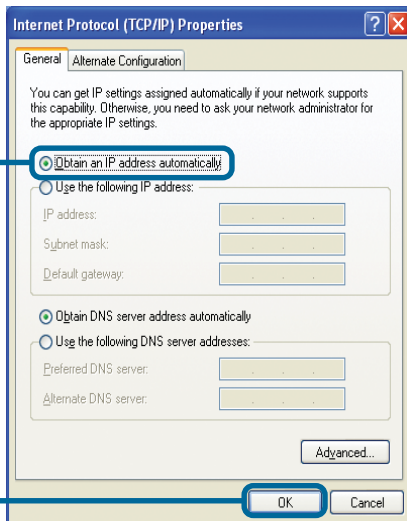 Internet Protocol (TCP/IP) Properties
General
Alternate Configuration
You can get IP settings assigned automatically if your network supports
this capability. Otherwise, you need to ask your network administrator for
the appropriate IP settings.
Obtain an IP address automatically
Use the following IP address:
IP address:
Subnet mask:
Default gateway:
Obtain DNS server address automatically
Use the following DNS server addresses:
Preferred DNS server:
Alternate DNS server:
Advanced...
OK
Cancel